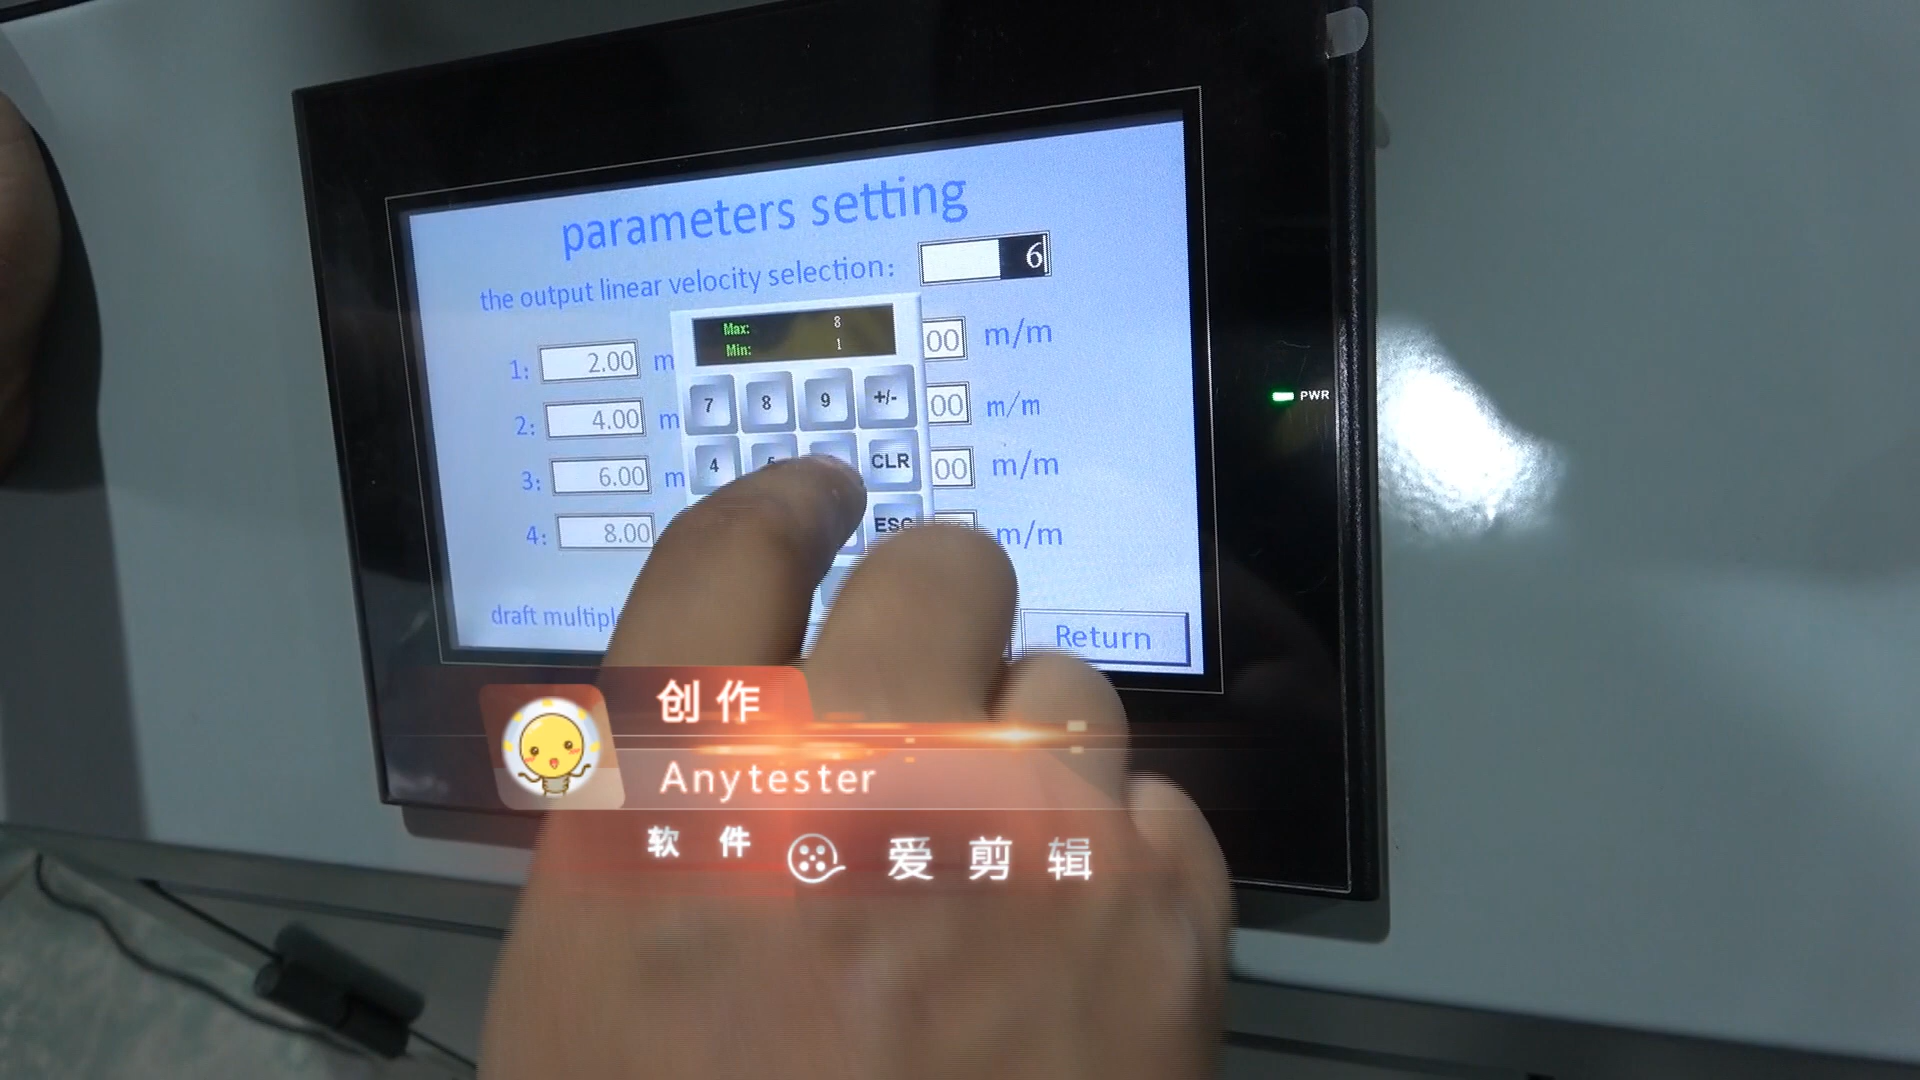 parameters setting
the output linear velocity selection: 6
Max: 8
Min: 1
1: 2.00 m 00 m/m
2: 4.00 m 00 m/m
3: 6.00 m 00 m/m
4: 8.00 m/m
7 8 9 +/-
4 CLR
ESC
draft multipl
Return
PWR
创作
Anytester
软件 爱剪辑